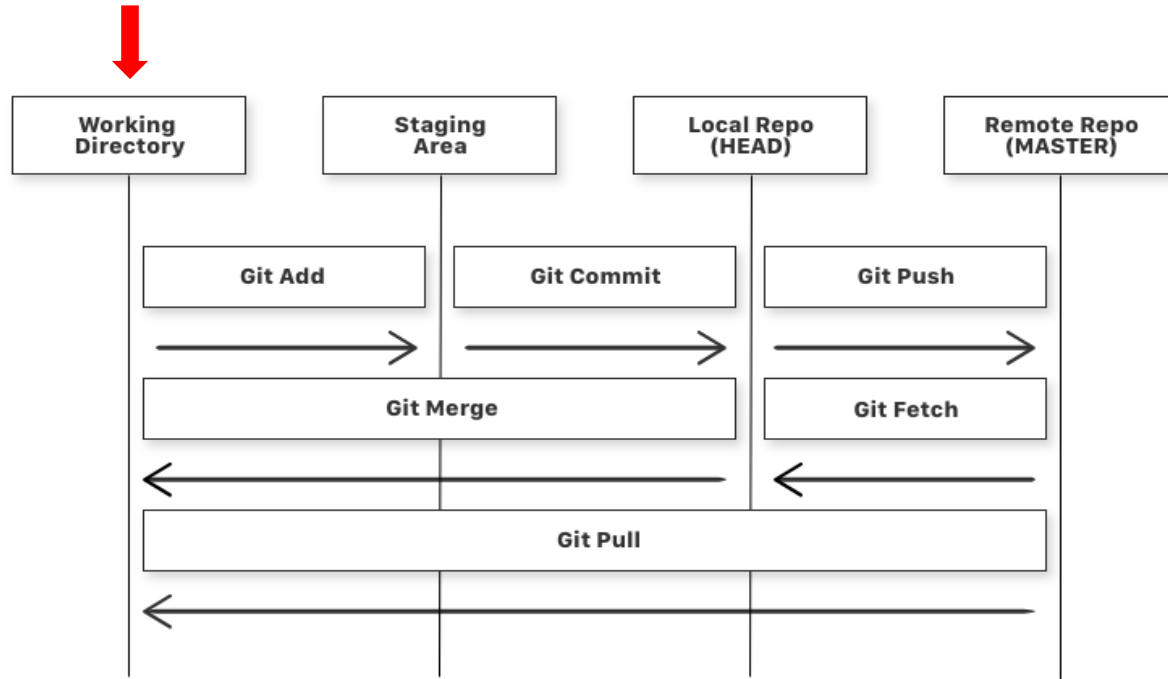 Working
Directory
Staging
Area
Local Repo
(HEAD)
Remote Repo
(MASTER)
Git Add
Git Commit
Git Push
Git Merge
Git Fetch
Git Pull